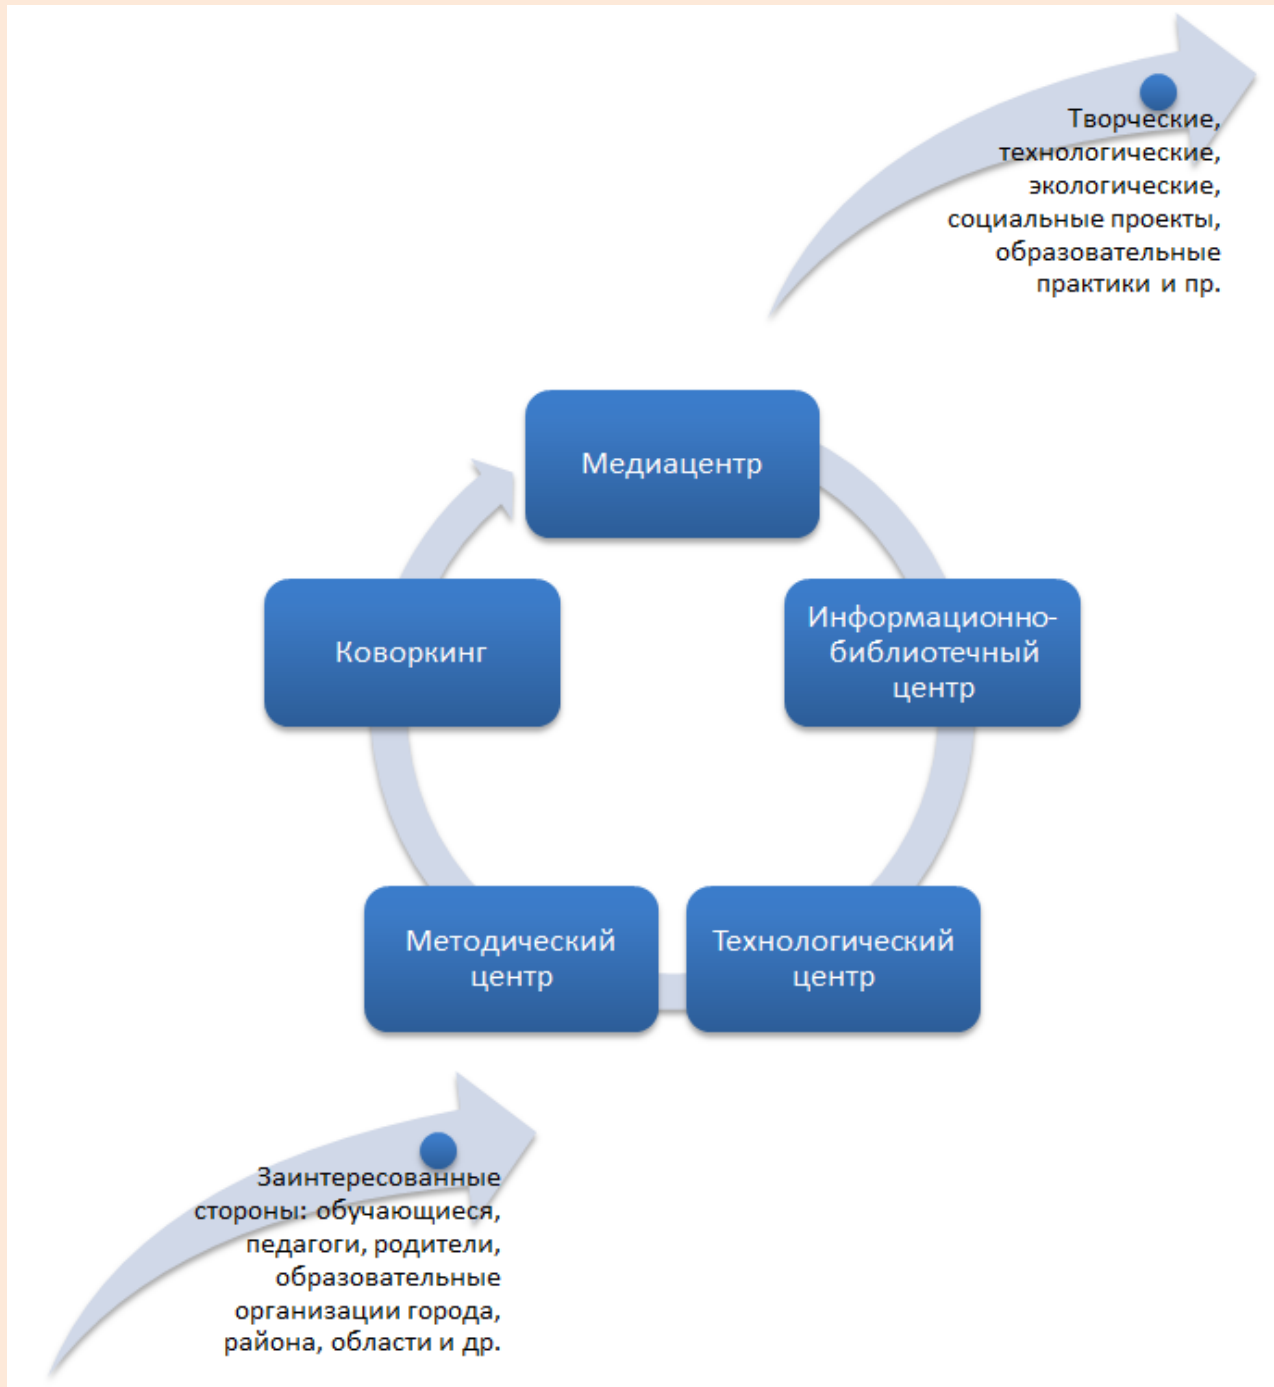 Творческие,
технологические,
экологические,
социальные проекты,
образовательные
практики и пр.
Медиацентр
Коворкинг
Информационно-
библиотечный
центр
Методический
центр
Технологический
центр
Заинтересованные
стороны: обучающиеся,
педагоги, родители,
образовательные
организации города,
района, области и др.